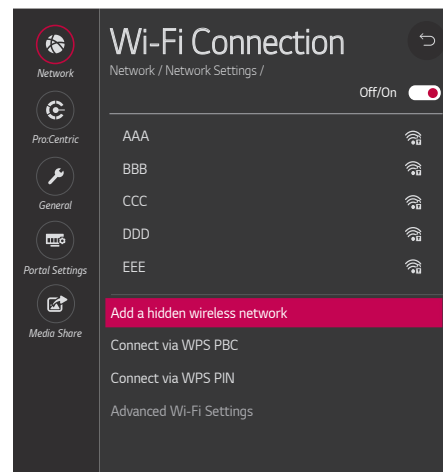 Wi-Fi Connection
Network / Network Settings /
Off/On
Network
Pro:Centric
General
Portal Settings
Media Share
AAA
BBB
CCC
DDD
EEE
Add a hidden wireless network
Connect via WPS PBC
Connect via WPS PIN
Advanced Wi-Fi Settings